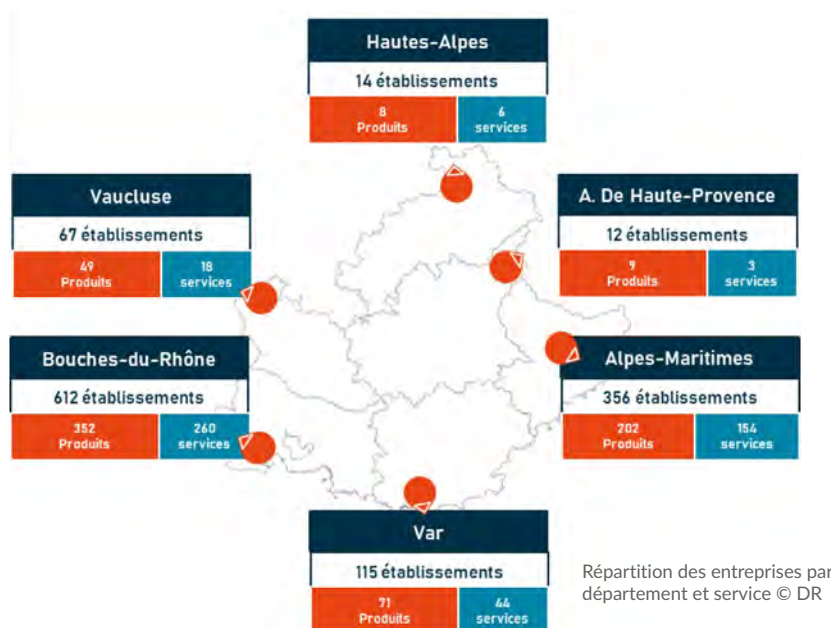 Hautes-Alpes
14 établissements
8
Produits
6
services
Vaucluse
67 établissements
49
Produits
18
services
A. De Haute-Provence
12 établissements
9
Produits
3
services
Bouches-du-Rhône
612 établissements
352
Produits
260
services
Alpes-Maritimes
356 établissements
202
Produits
154
services
Var
115 établissements
71
Produits
44
services
Répartition des entreprises par
département et service © DR